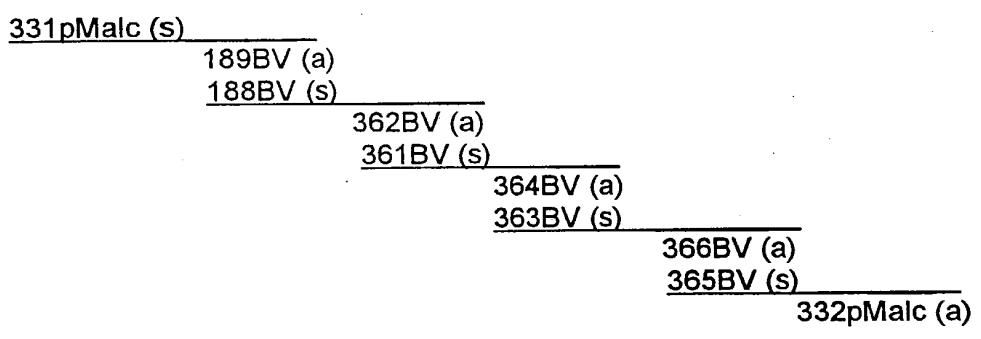 331pMalc (s)
189BV (a)
188BV (s)
362BV (a)
361BV (s)
364BV (a)
363BV (s)
366BV (a)
365BV (s)
332pMalc (a)